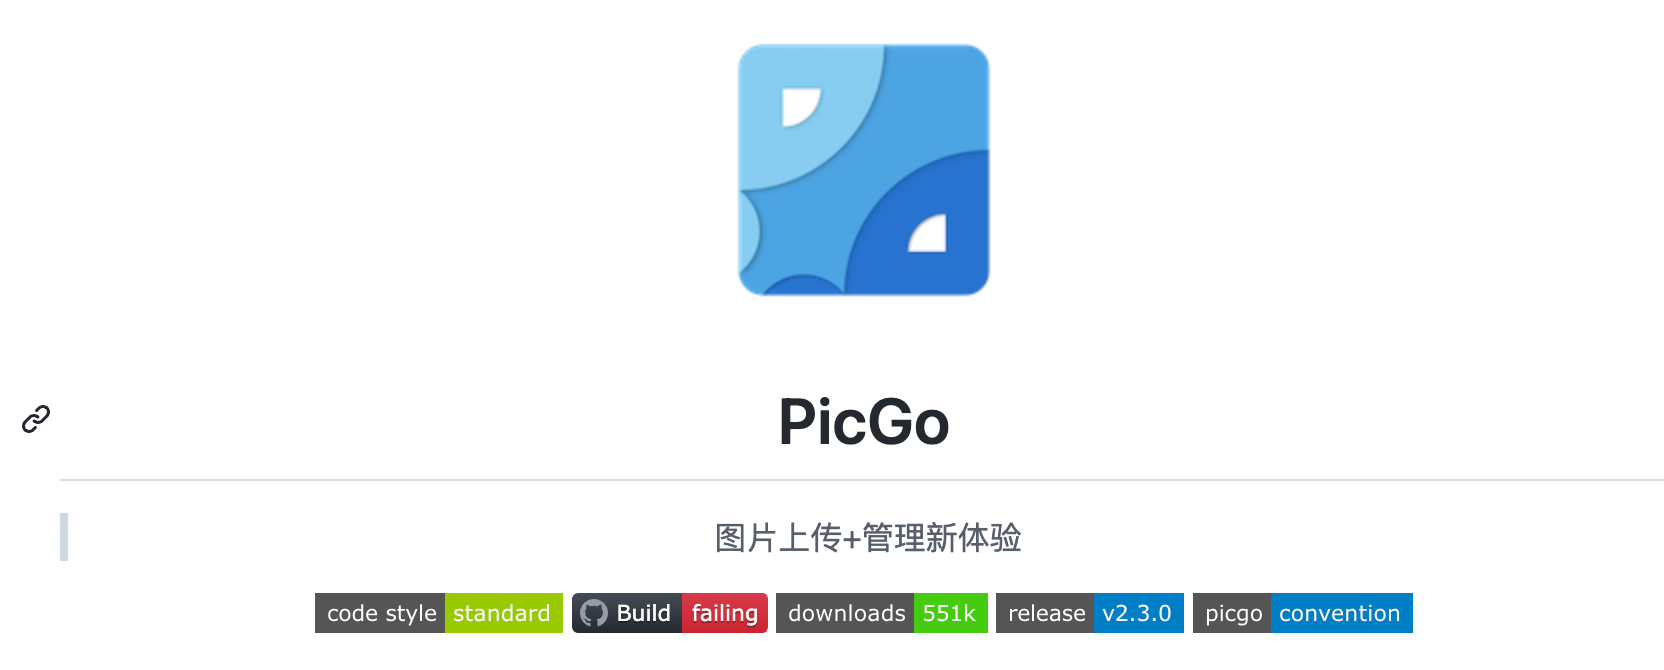 PicGo
图片上传+管理新体验
code style standard Build failing downloads 551k release v2.3.0 picgo convention